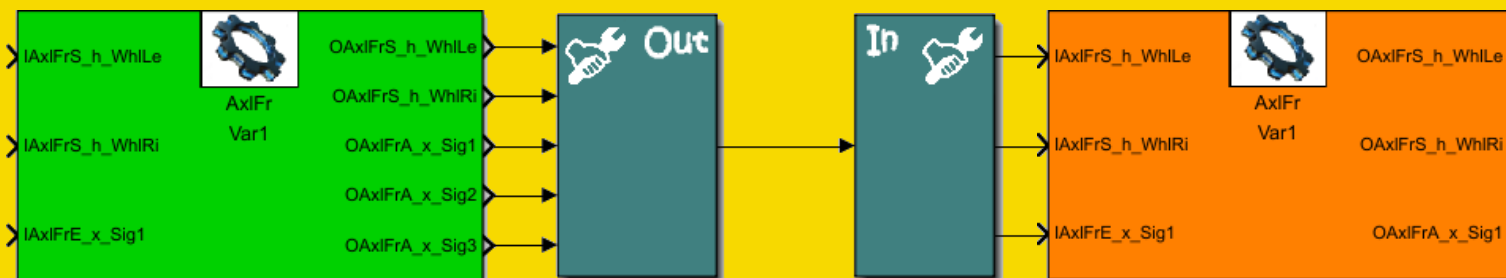 IAxlFrS_h_WhlLe
IAxlFrS_h_WhlRi
IAxlFrE_x_Sig1
AxlFr
Var1
OAxlFrS_h_WhlLe
OAxlFrS_h_WhlRi
OAxlFrA_x_Sig1
OAxlFrA_x_Sig2
OAxlFrA_x_Sig3
Out
In
IAxlFrS_h_WhlLe
IAxlFrS_h_WhlRi
IAxlFrE_x_Sig1
AxlFr
Var1
OAxlFrS_h_WhlLe
OAxlFrS_h_WhlRi
OAxlFrA_x_Sig1